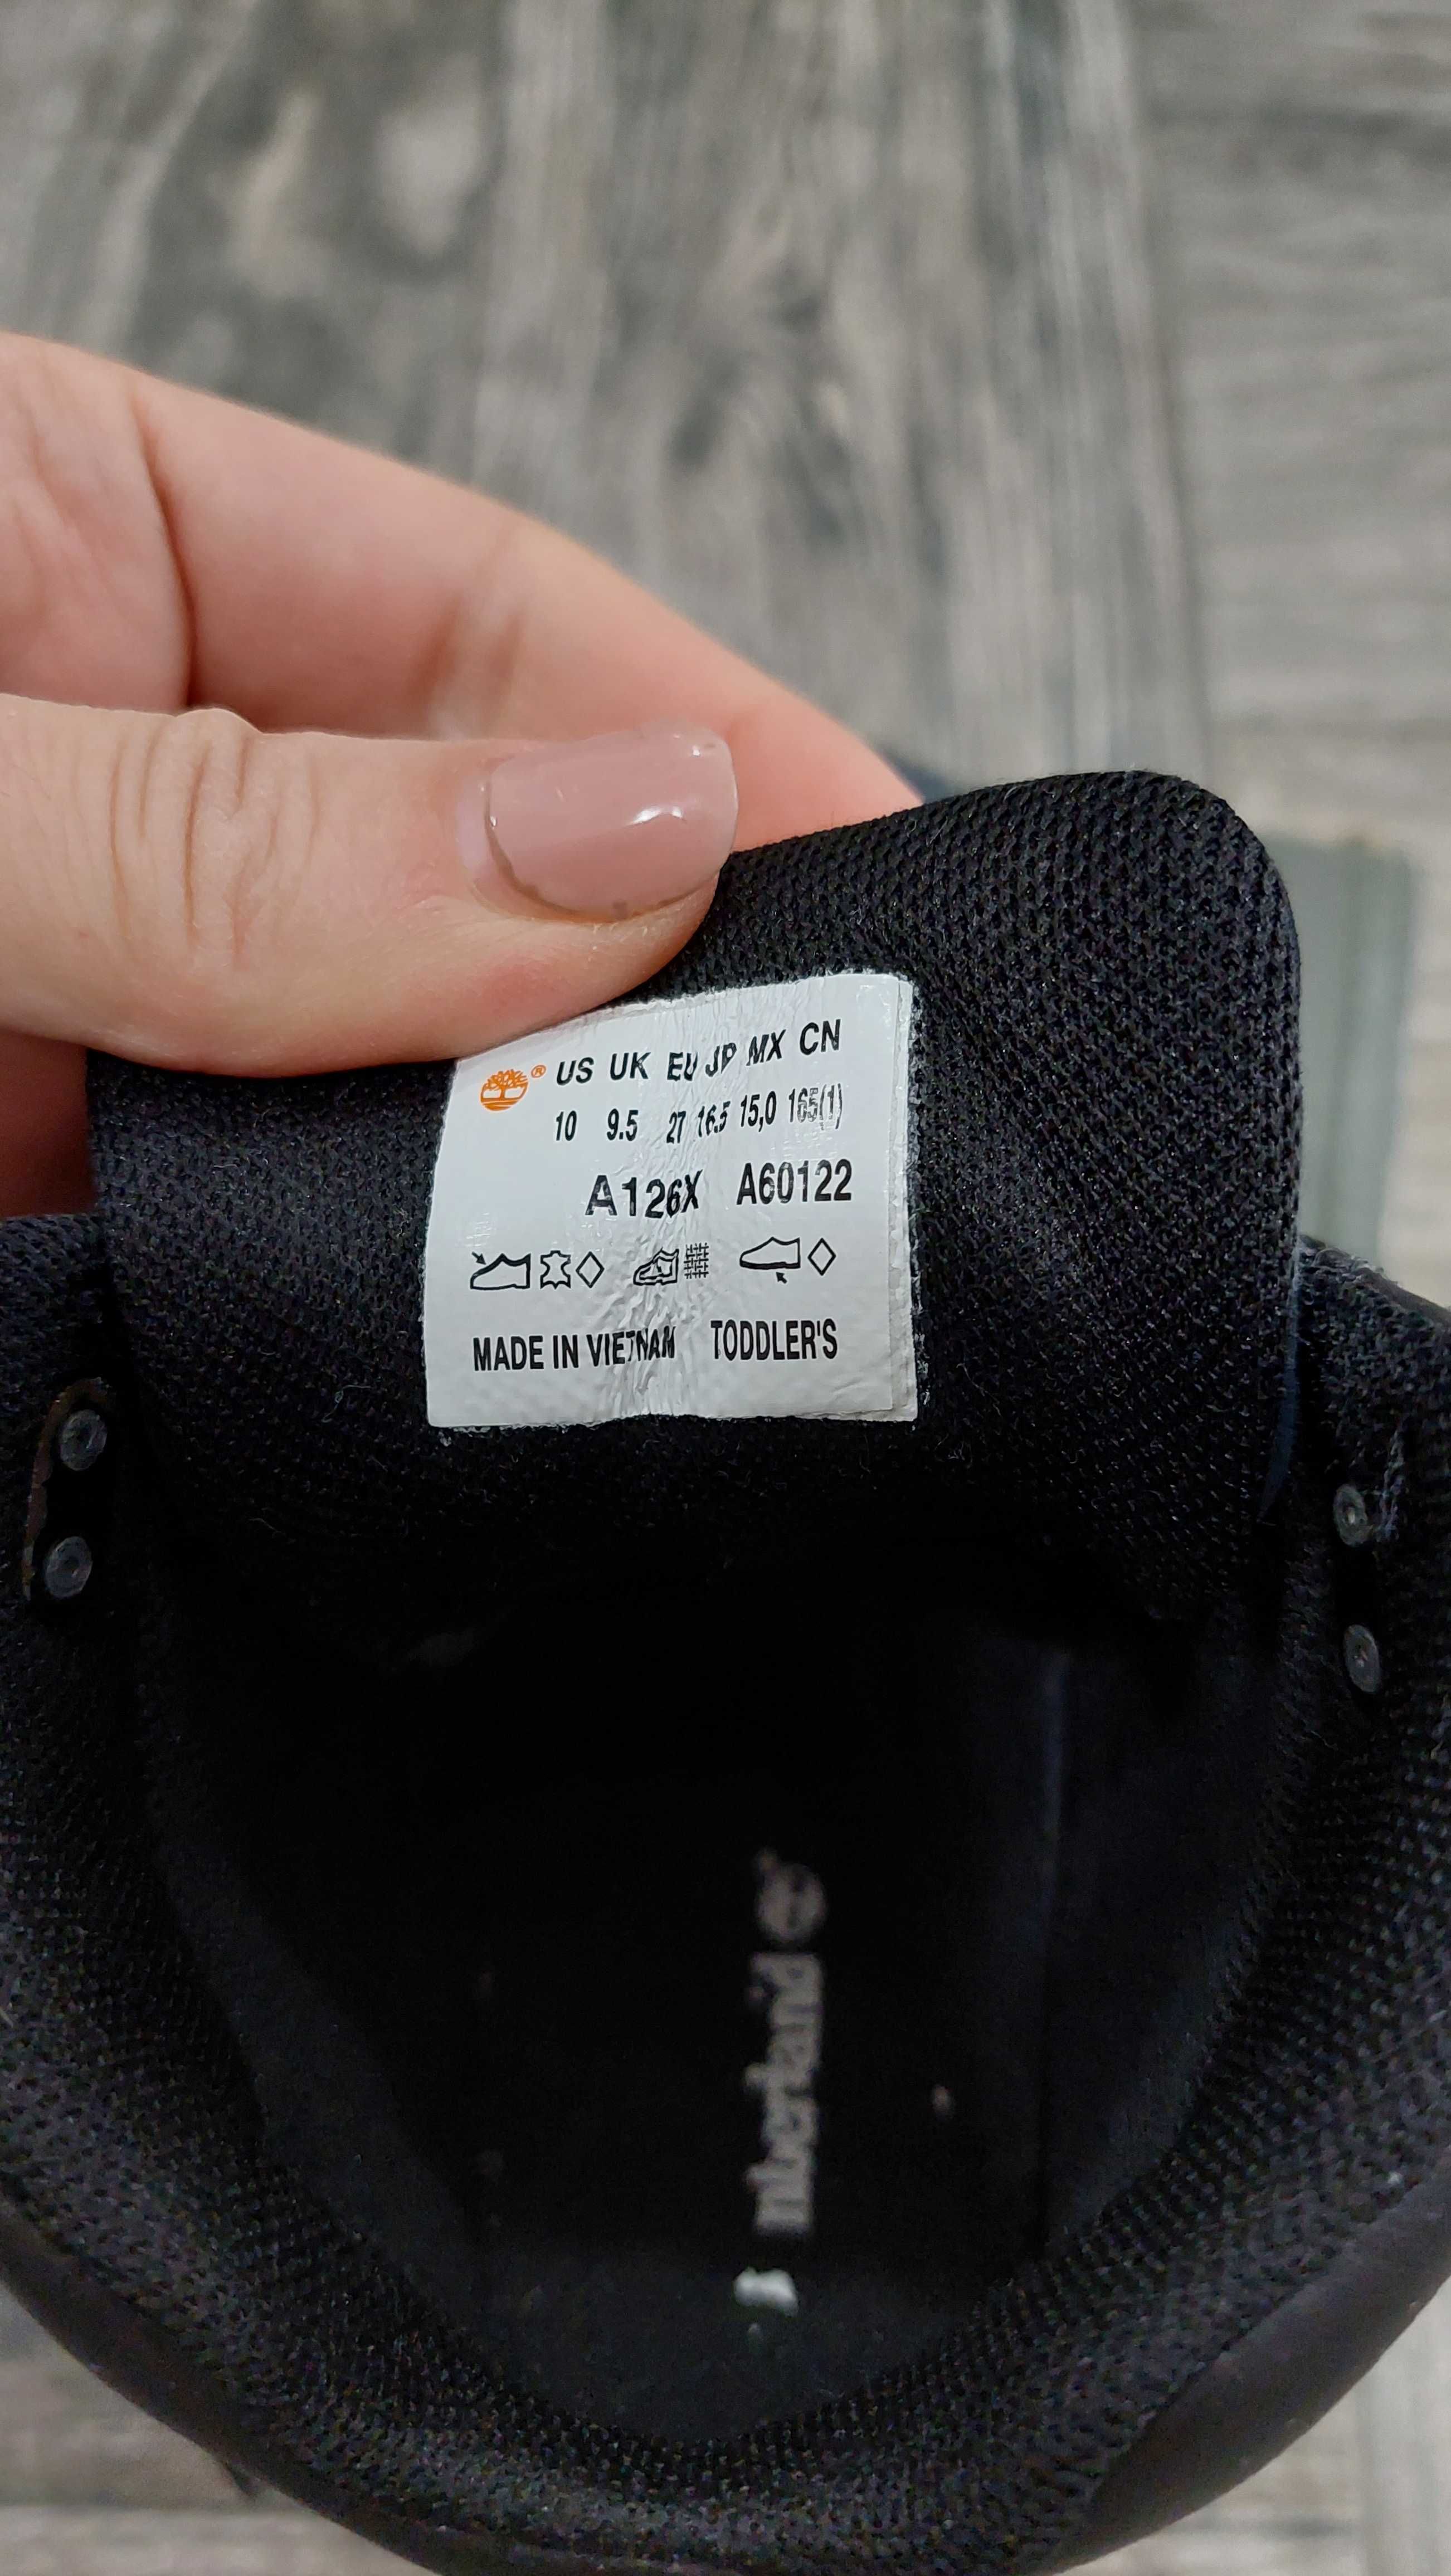 ® US UK EU JP MX CN
10 9.5 27 16.5 15,0 165(1)
A126X A60122
MADE IN VIETNAM TODDLER'S
nberland